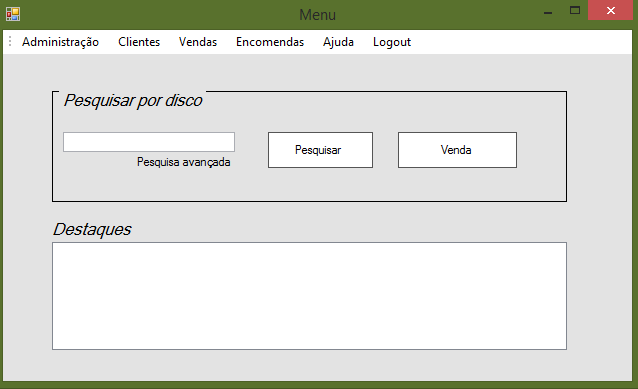 Menu
Administração Clientes Vendas Encomendas Ajuda Logout
Pesquisar por disco
Pesquisar Venda
Pesquisa avançada
Destaques